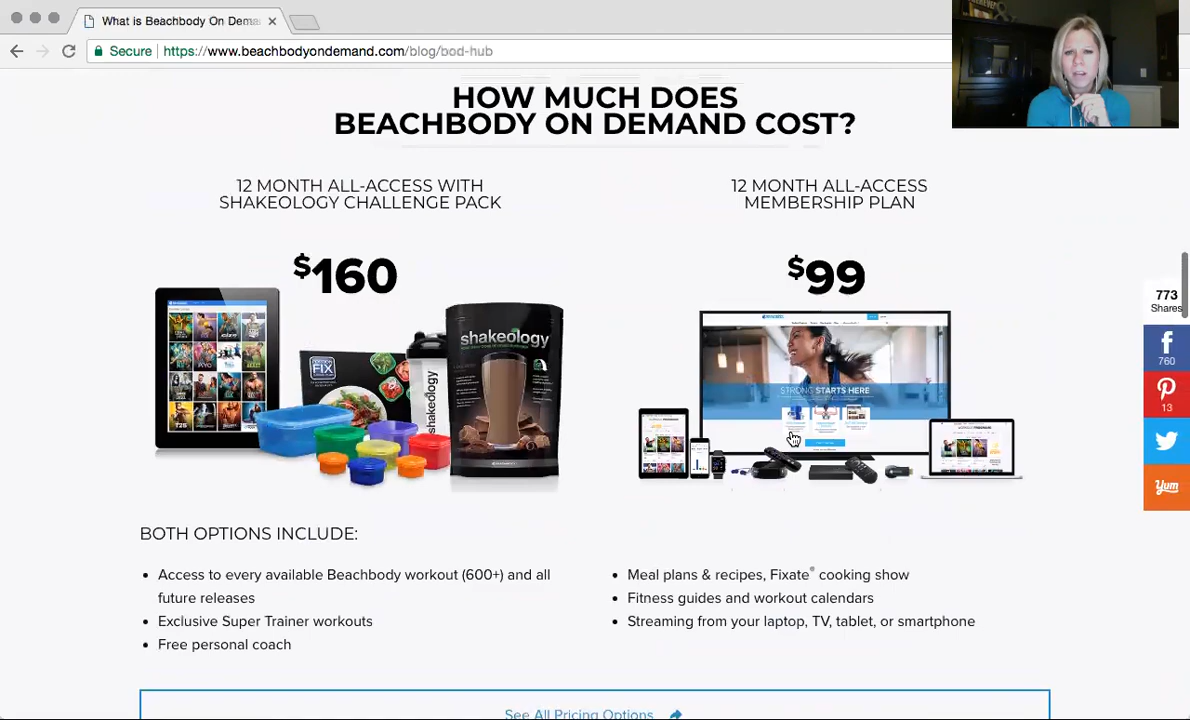 What is Beachbody On Dema
Secure
https://www.beachbodyondemand.com/blog/bod-hub
HOW MUCH DOES
BEACHBODY ON DEMAND COST?
12 MONTH ALL-ACCESS WITH
SHAKEOLOGY CHALLENGE PACK
$160
FIX
shakeology
shakeology
12 MONTH ALL-ACCESS
MEMBERSHIP PLAN
$99
STRONG STARTS HERE
BOTH OPTIONS INCLUDE:
• Access to every available Beachbody workout (600+) and all
future releases
• Exclusive Super Trainer workouts
• Free personal coach
• Meal plans & recipes, Fixate® cooking show
• Fitness guides and workout calendars
• Streaming from your laptop, TV, tablet, or smartphone
See All Pricing Options
773
Shares
760
13
Yum